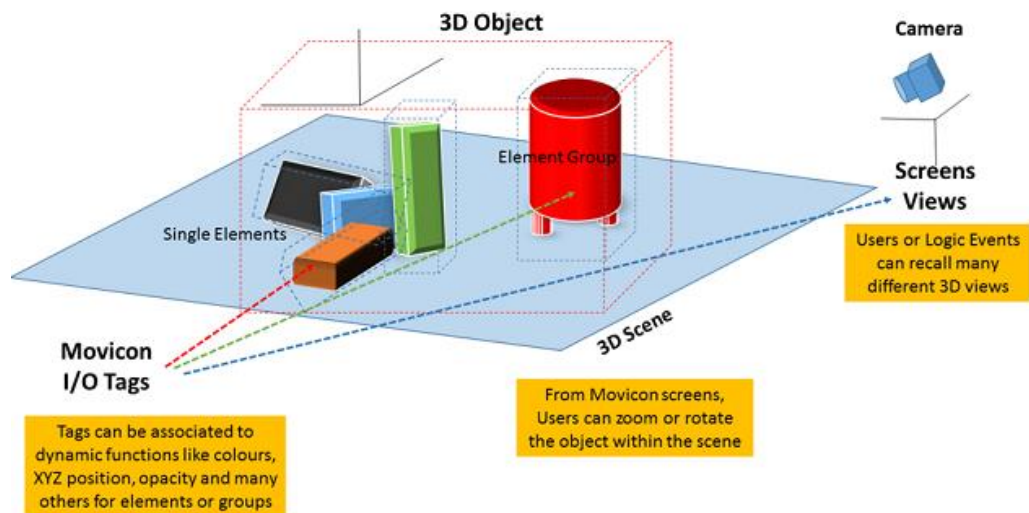 3D Object
Camera
Element Group
Single Elements
Screens
Views
Users or Logic Events
can recall many
different 3D views
3D Scene
Movicon
I/O Tags
From Movicon screens,
Users can zoom or rotate
the object within the scene
Tags can be associated to
dynamic functions like colours,
XYZ position, opacity and many
others for elements or groups